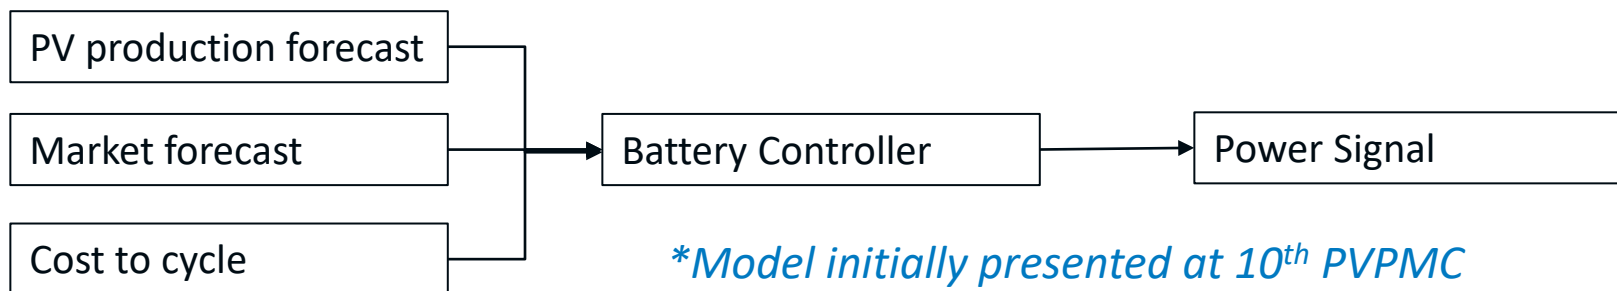 PV production forecast
Market forecast
Battery Controller
Power Signal
Cost to cycle
*Model initially presented at 10th PVPMC